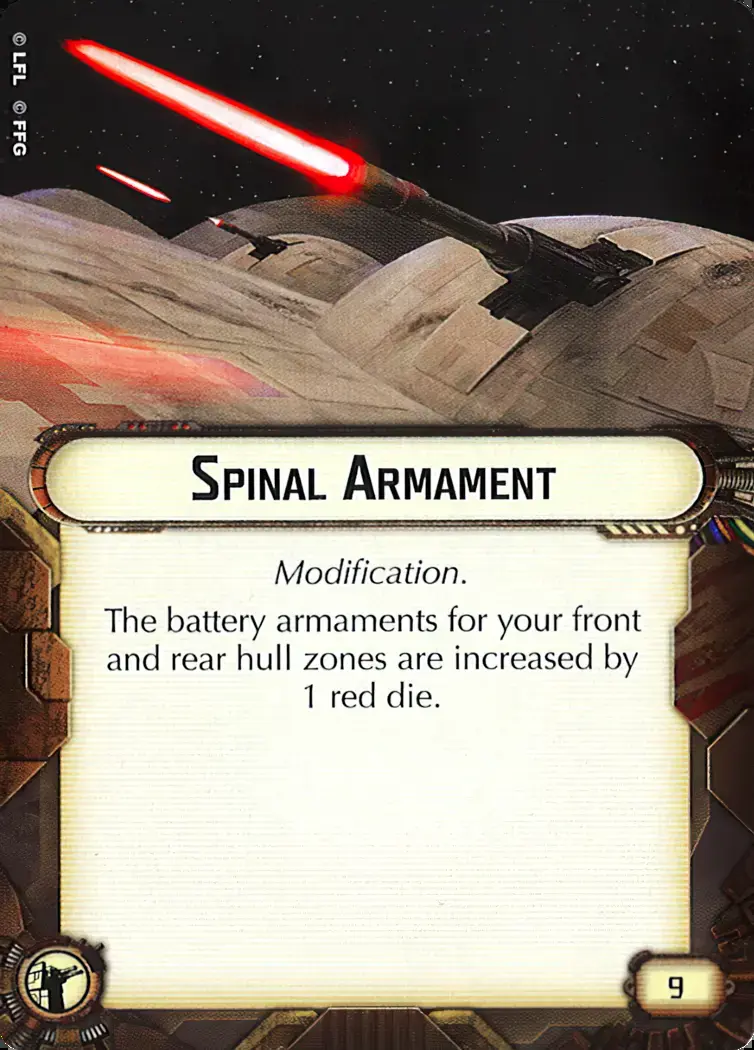 © LFL © FFG
Spinal Armament
Modification.
The battery armaments for your front
and rear hull zones are increased by
1 red die.
9